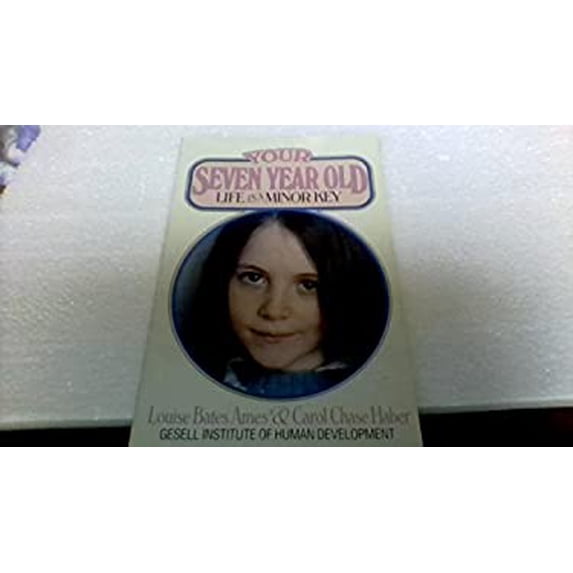 YOUR
SEVEN YEAR OLD
LIFE IN A MINOR KEY
Louise Bates Ames & Carol Chase Haber
GESELL INSTITUTE OF HUMAN DEVELOPMENT